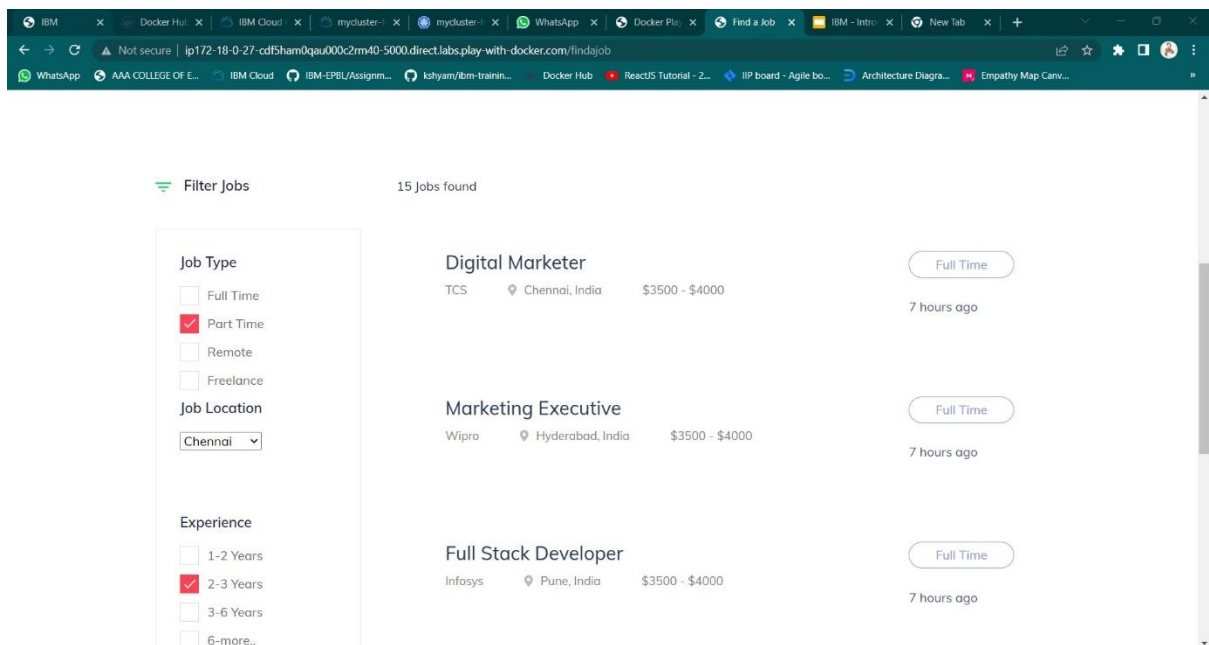 IBM
Docker Hub
IBM Cloud
mycluster-f
mycluster-f
WhatsApp
Docker Play
Find a Job
IBM - Intro
New Tab
Not secure | ip172-18-0-27-cdf5ham0qau000c2rm40-5000.direct.labs.play-with-docker.com/findajob
WhatsApp
AAA COLLEGE OF E...
IBM Cloud
IBM-EPBL/Assignm...
kshyam/ibm-trainin...
Docker Hub
ReactJS Tutorial - 2...
IIP board - Agile bo...
Architecture Diagra...
Empathy Map Canv...
Filter Jobs
15 Jobs found
Job Type
Full Time
Part Time
Remote
Freelance
Job Location
Chennai
Experience
1-2 Years
2-3 Years
3-6 Years
6-more..
Digital Marketer
TCS Chennai, India $3500 - $4000
Full Time
7 hours ago
Marketing Executive
Wipro Hyderabad, India $3500 - $4000
Full Time
7 hours ago
Full Stack Developer
Infosys Pune, India $3500 - $4000
Full Time
7 hours ago